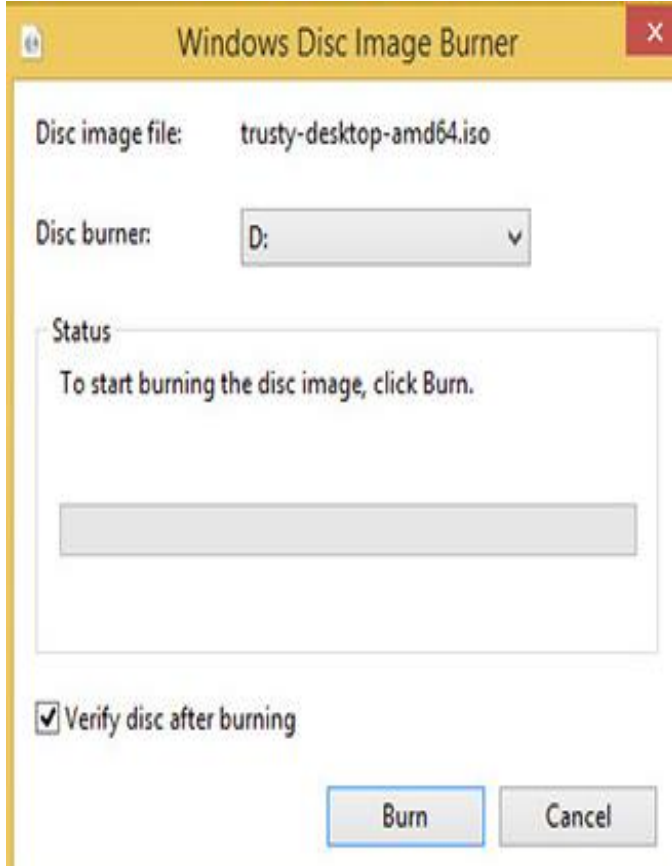 Windows Disc Image Burner
x
Disc image file: trusty-desktop-amd64.iso
Disc burner: D:
Status
To start burning the disc image, click Burn.
Verify disc after burning
Burn Cancel